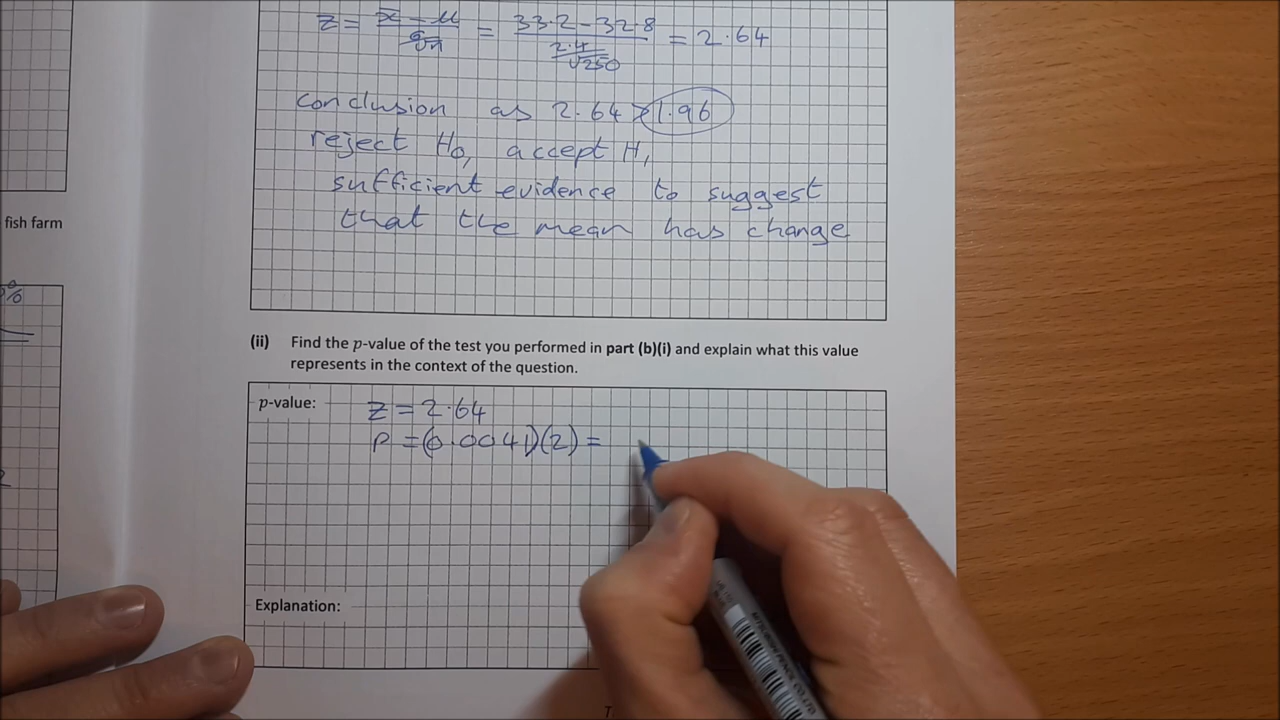 z = x̄ - μ / σ/√n = 33.2 - 32.8 / 2.4/√250 = 2.64
conclusion as 2.64 > 1.96
reject H₀, accept H₁
sufficient evidence to suggest
that the mean has change
fish farm
%
(ii) Find the p-value of the test you performed in part (b)(i) and explain what this value
represents in the context of the question.
p-value: z = 2.64
P = (0.0041)(2) =
Explanation: